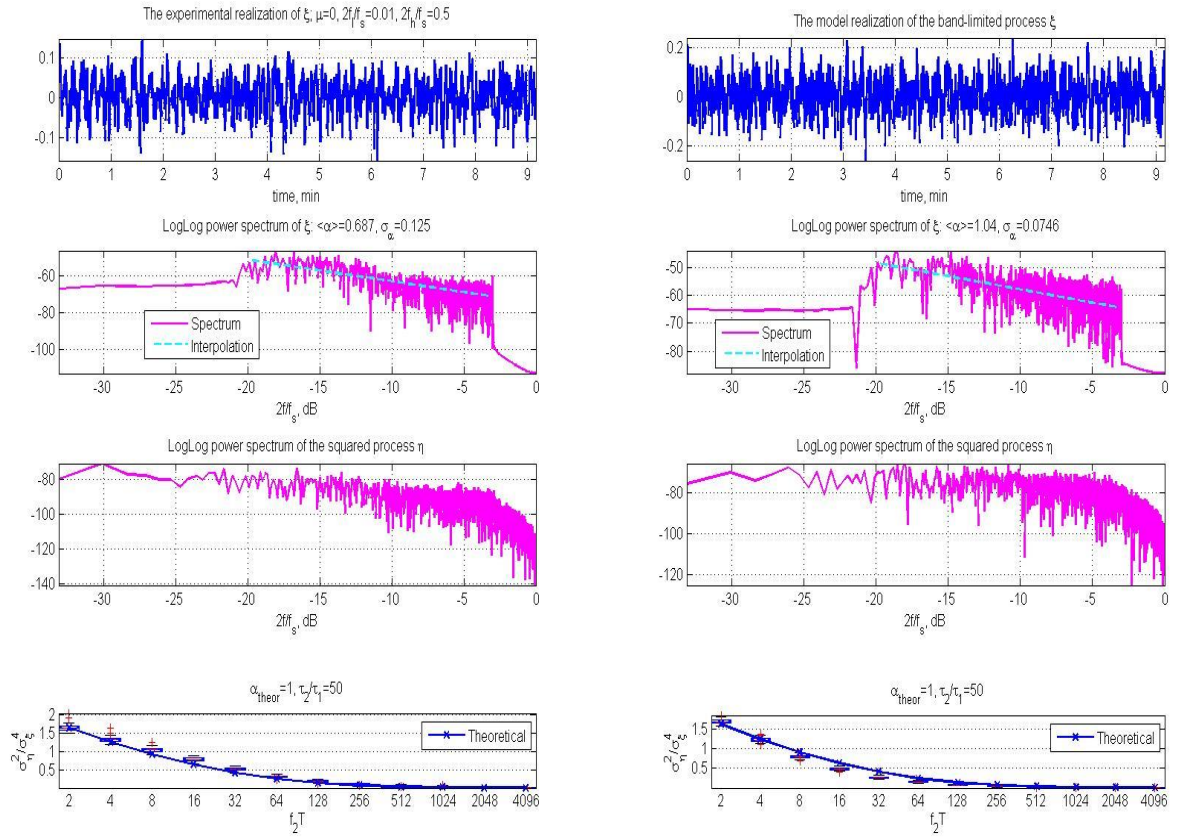 The experimental realization of ξ; μ=0, 2f_l/f_s=0.01, 2f_h/f_s=0.5
0.1
0
-0.1
0 1 2 3 4 5 6 7 8 9
time, min
LogLog power spectrum of ξ: <α>=0.687, σ_α=0.125
-60
-80
-100
Spectrum
Interpolation
-30 -25 -20 -15 -10 -5 0
2f/f_s, dB
LogLog power spectrum of the squared process η
-80
-100
-120
-140
-30 -25 -20 -15 -10 -5 0
2f/f_s, dB
α_theor=1, τ_2/τ_1=50
σ_η^2/σ_ξ^4
2
1.5
1
0.5
Theoretical
2 4 8 16 32 64 128 256 512 1024 2048 4096
f_2T
The model realization of the band-limited process ξ
0.2
0
-0.2
0 1 2 3 4 5 6 7 8 9
time, min
LogLog power spectrum of ξ: <α>=1.04, σ_α=0.0746
-50
-60
-70
-80
Spectrum
Interpolation
-30 -25 -20 -15 -10 -5 0
2f/f_s, dB
LogLog power spectrum of the squared process η
-80
-100
-120
-30 -25 -20 -15 -10 -5 0
2f/f_s, dB
α_theor=1, τ_2/τ_1=50
σ_η^2/σ_ξ^4
1.5
1
0.5
Theoretical
2 4 8 16 32 64 128 256 512 1024 2048 4096
f_2T